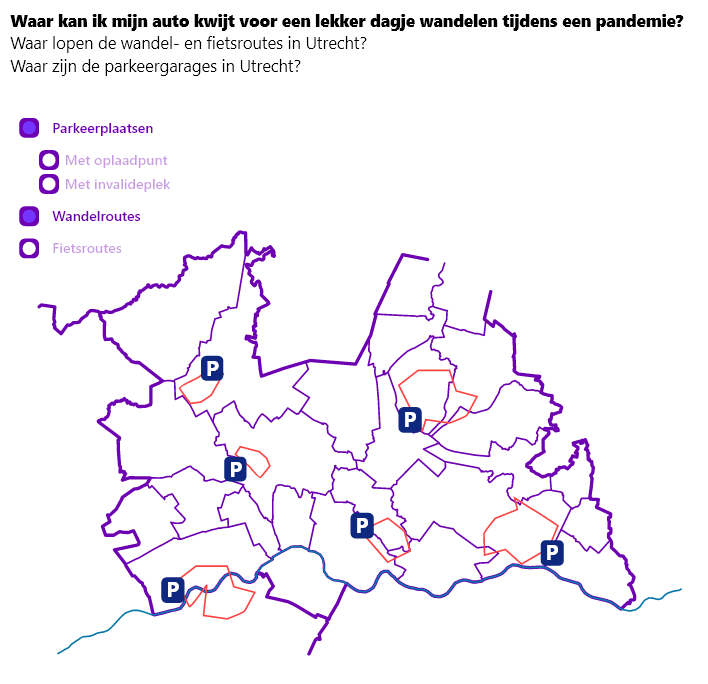 Waar kan ik mijn auto kwijt voor een lekker dagje wandelen tijdens een pandemie?
Waar lopen de wandel- en fietsroutes in Utrecht?
Waar zijn de parkeergarages in Utrecht?
Parkeerplaatsen
Met oplaadpunt
Met invalideplek
Wandelroutes
Fietsroutes
P
P
P
P
P
P